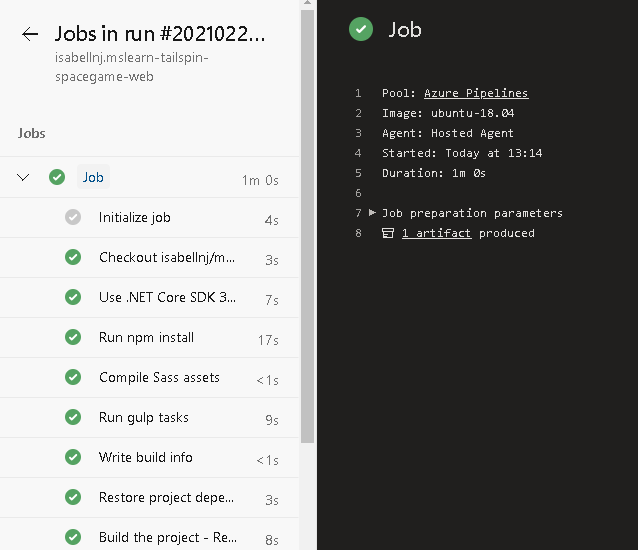 Jobs in run #2021022...
isabellnj.mslearn-tailspin-
spacegame-web
Jobs
Job 1m 0s
Initialize job 4s
Checkout isabellnj/m... 3s
Use .NET Core SDK 3... 7s
Run npm install 17s
Compile Sass assets <1s
Run gulp tasks 9s
Write build info <1s
Restore project depe... 3s
Build the project - Re... 8s
Job
1 Pool: Azure Pipelines
2 Image: ubuntu-18.04
3 Agent: Hosted Agent
4 Started: Today at 13:14
5 Duration: 1m 0s
6
7 Job preparation parameters
8 1 artifact produced